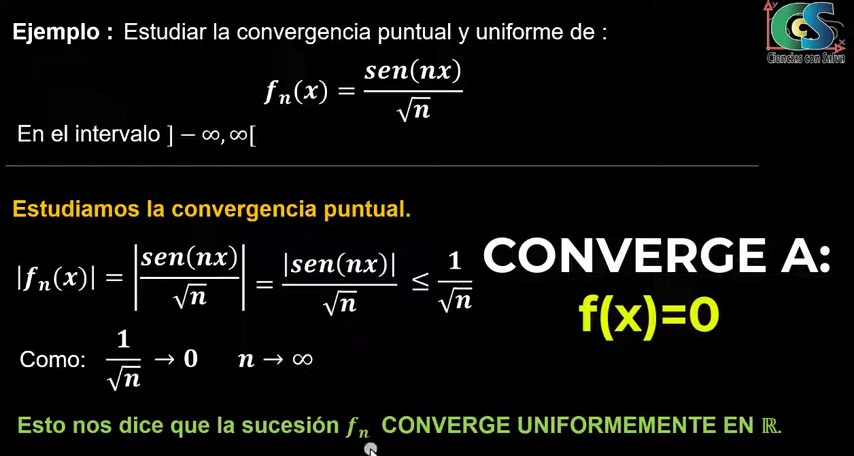 Ejemplo : Estudiar la convergencia puntual y uniforme de :
CS
Ciencias con Salva
fₙ(x) = sen(nx)/√n
En el intervalo ] − ∞, ∞[
Estudiamos la convergencia puntual.
|fₙ(x)| = |sen(nx)/√n| = |sen(nx)|/√n ≤ 1/√n
CONVERGE A:
f(x)=0
Como: 1/√n → 0 n → ∞
Esto nos dice que la sucesión fₙ CONVERGE UNIFORMEMENTE EN ℝ.